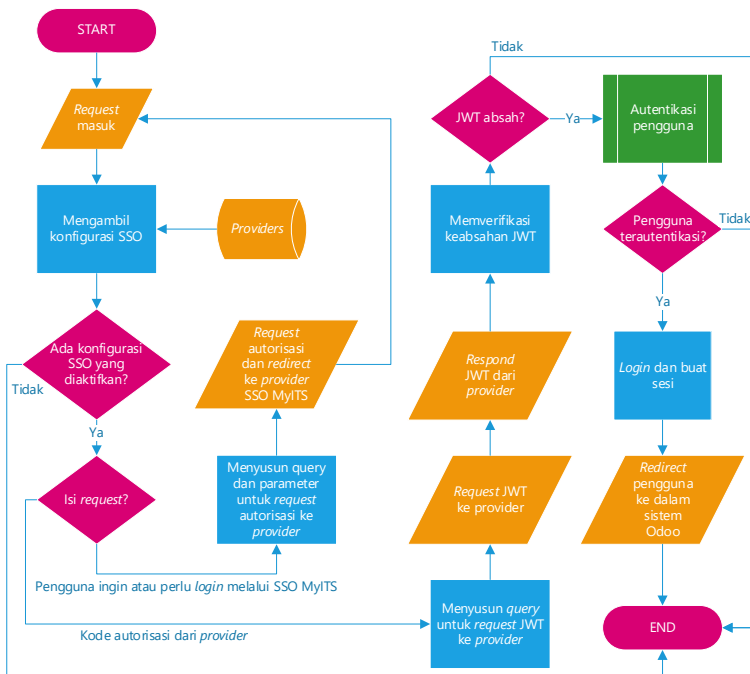 START
Request
masuk
Mengambil
konfigurasi SSO
Providers
Ada konfigurasi
SSO yang
diaktifkan?
Tidak
Ya
Isi request?
Request
autorisasi
dan redirect
ke provider
SSO MyITS
Menyusun query
dan parameter
untuk request
autorisasi ke
provider
Pengguna ingin atau perlu login melalui SSO MyITS
Kode autorisasi dari provider
Tidak
JWT absah?
Ya
Memverifikasi
keabsahan JWT
Respond
JWT dari
provider
Request JWT
ke provider
Menyusun query
untuk request JWT
ke provider
Autentikasi
pengguna
Pengguna
terautentikasi?
Tidak
Ya
Login dan buat
sesi
Redirect
pengguna
ke dalam
sistem
Odoo
END